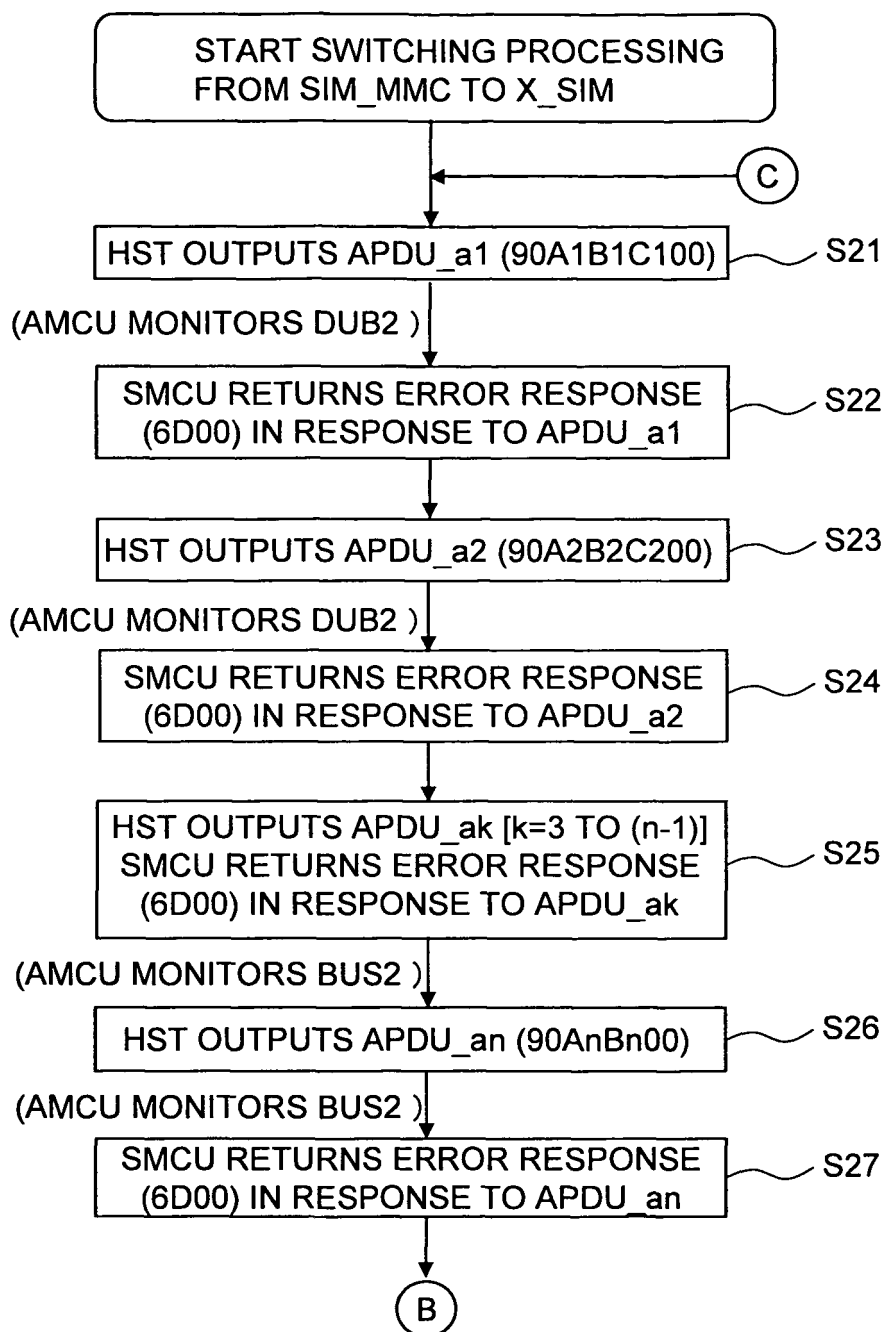 START SWITCHING PROCESSING
FROM SIM_MMC TO X_SIM
C
HST OUTPUTS APDU_a1 (90A1B1C100)
S21
(AMCU MONITORS DUB2 )
SMCU RETURNS ERROR RESPONSE
(6D00) IN RESPONSE TO APDU_a1
S22
HST OUTPUTS APDU_a2 (90A2B2C200)
S23
(AMCU MONITORS DUB2 )
SMCU RETURNS ERROR RESPONSE
(6D00) IN RESPONSE TO APDU_a2
S24
HST OUTPUTS APDU_ak [k=3 TO (n-1)]
SMCU RETURNS ERROR RESPONSE
(6D00) IN RESPONSE TO APDU_ak
S25
(AMCU MONITORS BUS2 )
HST OUTPUTS APDU_an (90AnBn00)
S26
(AMCU MONITORS BUS2 )
SMCU RETURNS ERROR RESPONSE
(6D00) IN RESPONSE TO APDU_an
S27
B